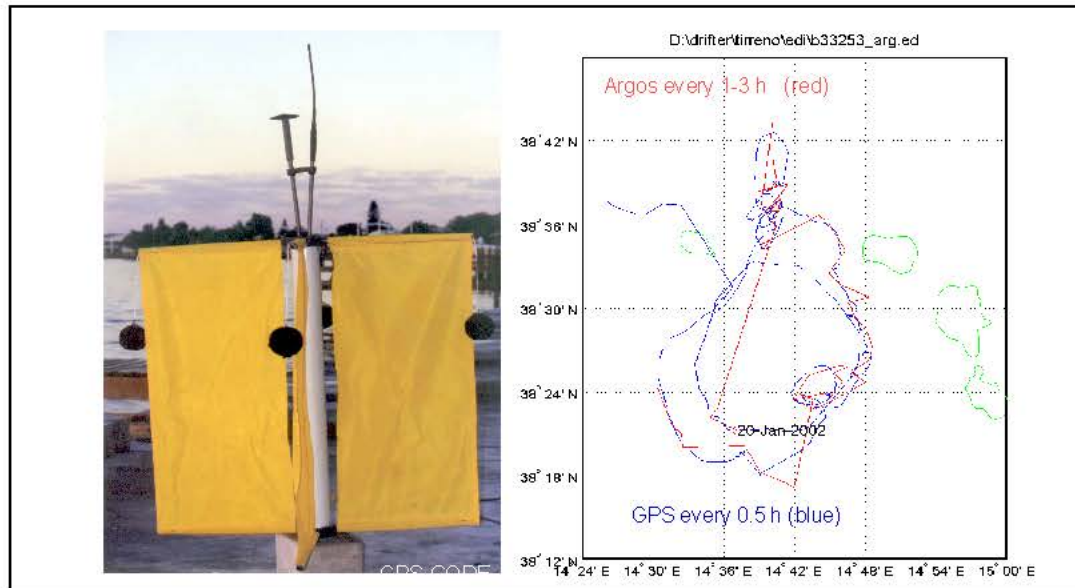 D:\drifter\tirreno\edi\b33253_arg.ed
Argos every 1-3 h (red)
38° 42' N
38° 36' N
38° 30' N
38° 24' N
20-Jan-2002
38° 18' N
GPS every 0.5 h (blue)
38° 12' N
14° 24' E 14° 30' E 14° 36' E 14° 42' E 14° 48' E 14° 54' E 15° 00' E
GPS CODE